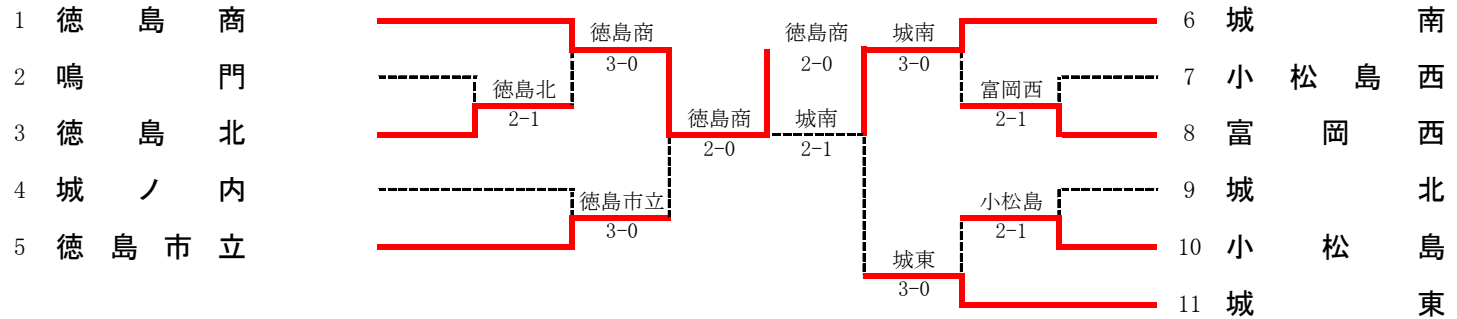 1 徳島商
2 鳴門
3 徳島北
4 城ノ内
5 徳島市立
徳島商
3-0
徳島北
2-1
徳島市立
3-0
徳島商
2-0
徳島商
2-0
城南
2-1
城南
3-0
富岡西
2-1
小松島
2-1
城東
3-0
6 城南
7 小松島西
8 富岡西
9 城北
10 小松島
11 城東